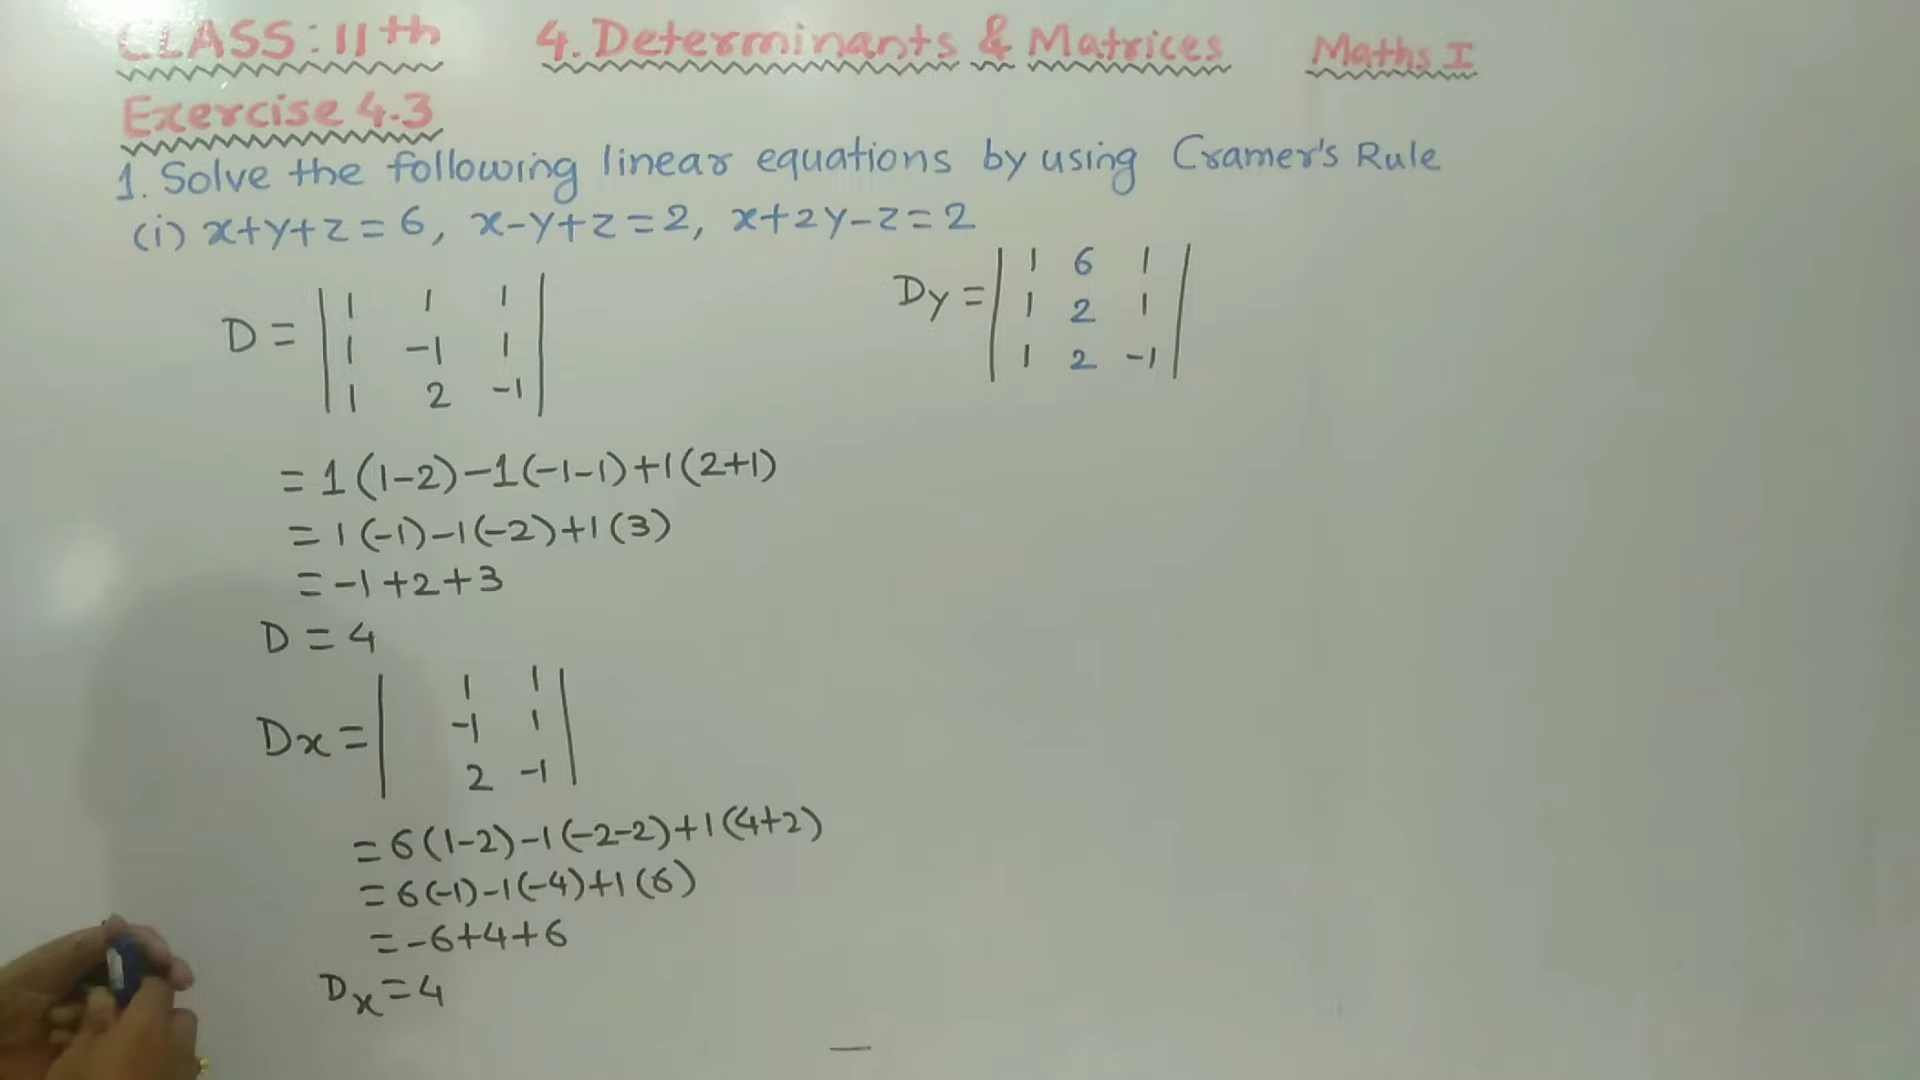 CLASS: 11th 4. Determinants & Matrices Maths I
Exercise 4.3
1. Solve the following linear equations by using Cramer's Rule
(i) x+y+z=6, x-y+z=2, x+2y-z=2
D = | 1 1 1 |
| 1 -1 1 |
| 1 2 -1 |
= 1(1-2)-1(-1-1)+1(2+1)
= 1(-1)-1(-2)+1(3)
= -1+2+3
D = 4
Dx = | 1 1 |
| -1 1 |
| 2 -1 |
= 6(1-2)-1(-2-2)+1(4+2)
= 6(-1)-1(-4)+1(6)
= -6+4+6
Dx = 4
Dy = | 1 6 1 |
| 1 2 1 |
| 1 2 -1 |